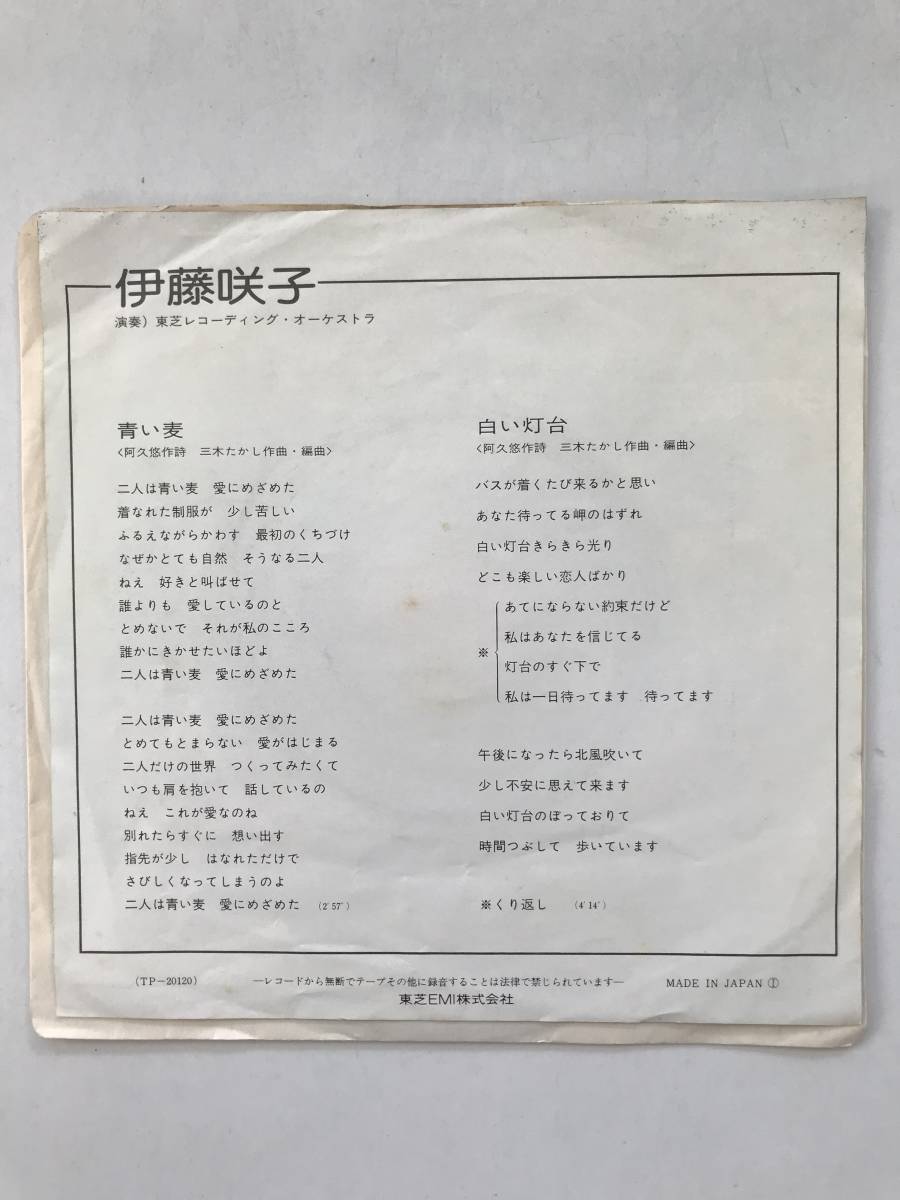 伊藤咲子
演奏）東芝レコーディング・オーケストラ
青い麦
〈阿久悠作詩　三木たかし作曲・編曲〉
二人は青い麦　愛にめざめた
着なれた制服が　少し苦しい
ふるえながらかわす　最初のくちづけ
なぜかとても自然　そうなる二人
ねえ　好きと叫ばせて
誰よりも　愛しているのと
とめないで　それが私のこころ
誰かにきかせたいほどよ
二人は青い麦　愛にめざめた
二人は青い麦　愛にめざめた
とめてもとまらない　愛がはじまる
二人だけの世界　つくってみたくて
いつも肩を抱いて　話しているの
ねえ　これが愛なのね
別れたらすぐに　想い出す
指先が少し　はなれただけで
さびしくなってしまうのよ
二人は青い麦　愛にめざめた　（2′57″）
白い灯台
〈阿久悠作詩　三木たかし作曲・編曲〉
バスが着くたび来るかと思い
あなた待ってる岬のはずれ
白い灯台きらきら光り
どこも楽しい恋人ばかり
あてにならない約束だけど
私はあなたを信じてる
※
灯台のすぐ下で
私は一日待ってます　待ってます
午後になったら北風吹いて
少し不安に思えて来ます
白い灯台のぼっておりて
時間つぶして　歩いています
※くり返し　（4′14″）
（TP−20120）　―レコードから無断でテープその他に録音することは法律で禁じられています―　MADE IN JAPAN Ⓘ
東芝EMI株式会社